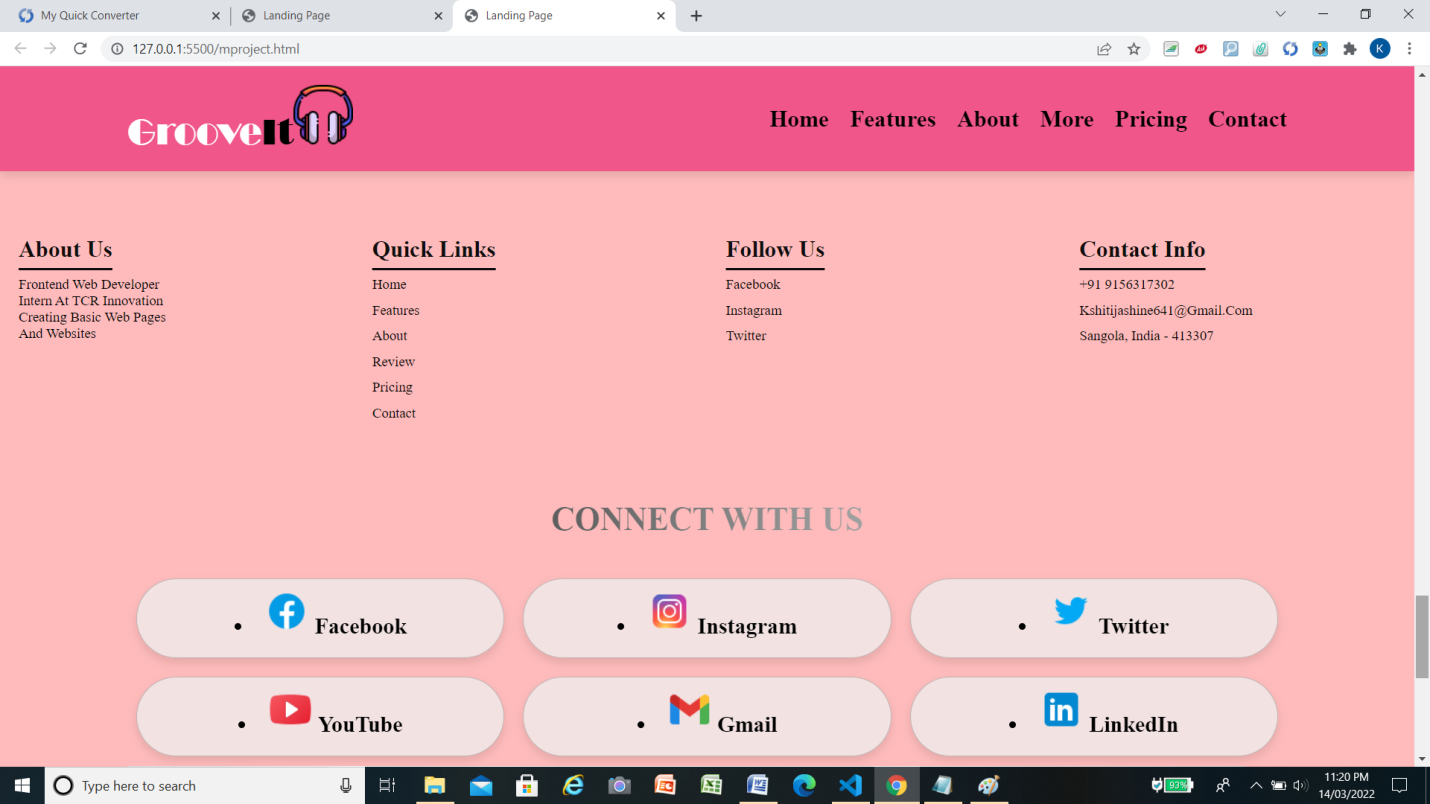 My Quick Converter
Landing Page
Landing Page
127.0.0.1:5500/mproject.html
K
GrooveIt
Home Features About More Pricing Contact
About Us
Frontend Web Developer
Intern At TCR Innovation
Creating Basic Web Pages
And Websites
Quick Links
Home
Features
About
Review
Pricing
Contact
Follow Us
Facebook
Instagram
Twitter
Contact Info
+91 9156317302
Kshitijashine641@Gmail.Com
Sangola, India - 413307
CONNECT WITH US
Facebook
Instagram
Twitter
YouTube
Gmail
LinkedIn
Type here to search
93%
11:20 PM
14/03/2022